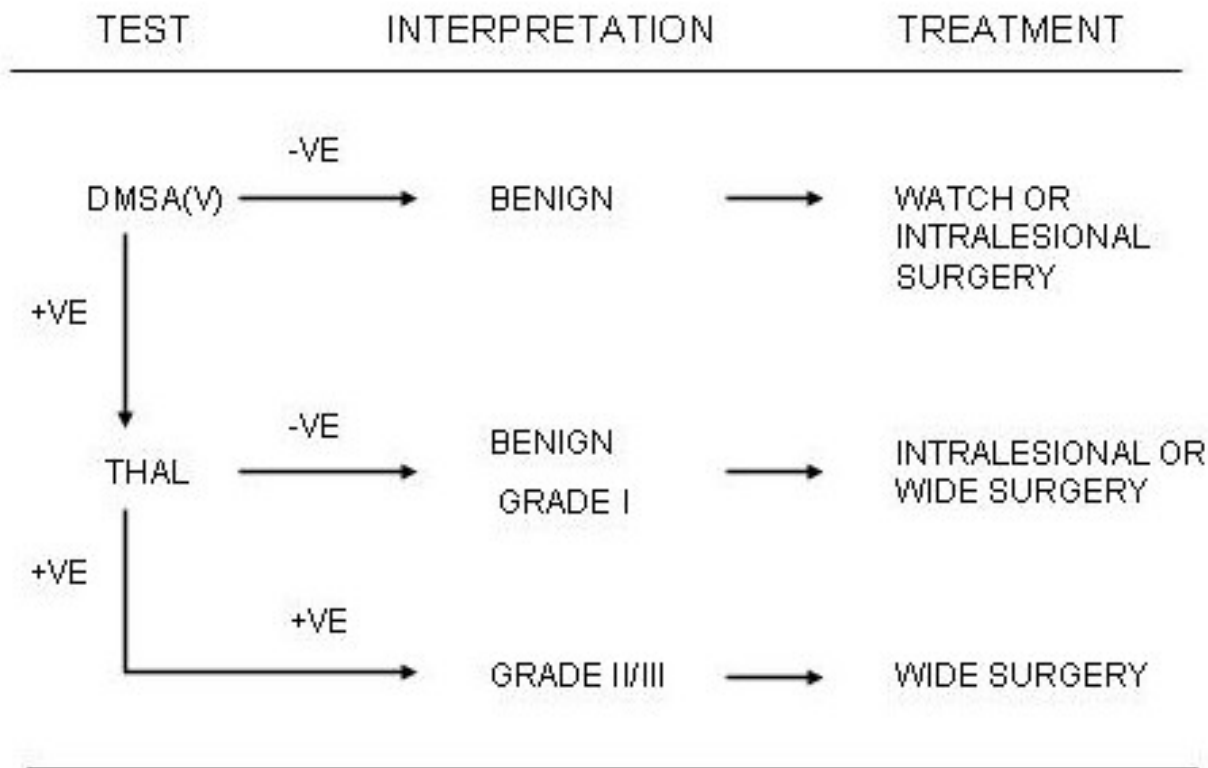 TEST INTERPRETATION TREATMENT
-VE
DMSA(V) BENIGN WATCH OR
INTRALESIONAL
SURGERY
+VE
-VE
THAL BENIGN INTRALESIONAL OR
GRADE I WIDE SURGERY
+VE
+VE
GRADE II/III WIDE SURGERY